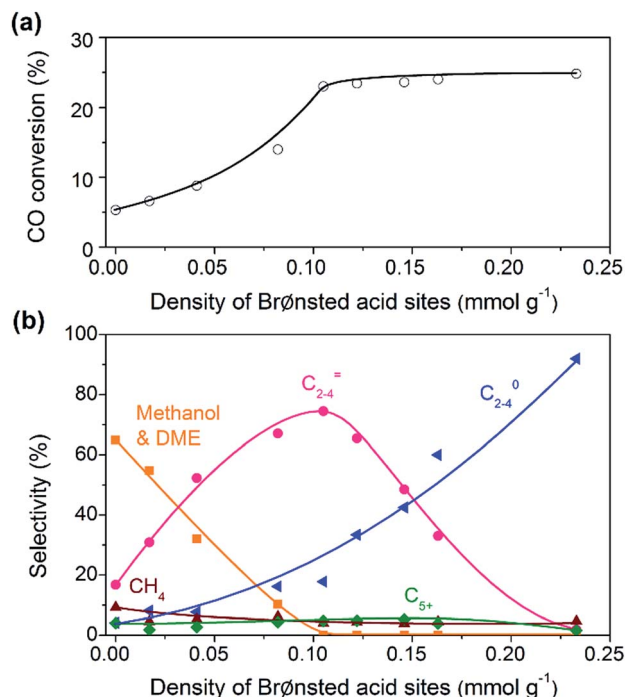 (a)
30
20
10
0
CO conversion (%)
0.00 0.05 0.10 0.15 0.20 0.25
Density of BrØnsted acid sites (mmol g⁻¹)
(b)
100
80
60
40
20
0
Selectivity (%)
Methanol
& DME
C₂₋₄⁼
C₂₋₄⁰
CH₄
C₅₊
0.00 0.05 0.10 0.15 0.20 0.25
Density of BrØnsted acid sites (mmol g⁻¹)